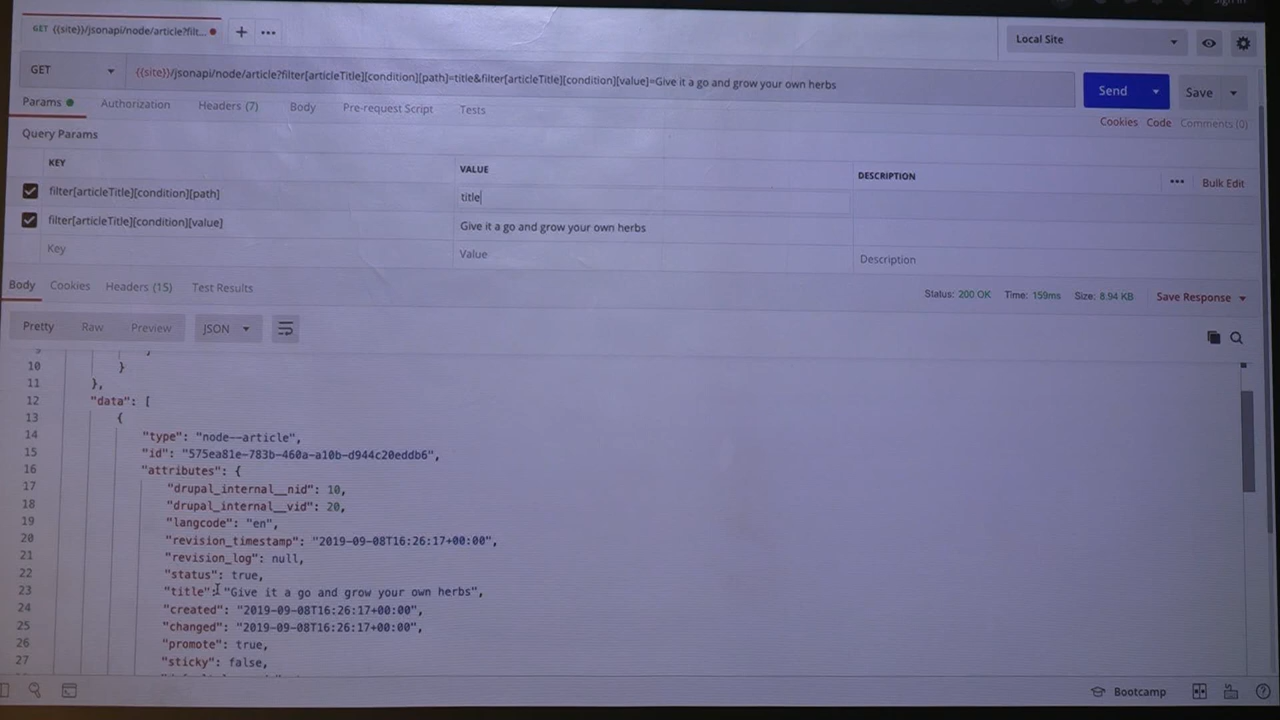 GET {{site}}/jsonapi/node/article?filt...
Local Site
GET {{site}}/jsonapi/node/article?filter[articleTitle][condition][path]=title&filter[articleTitle][condition][value]=Give it a go and grow your own herbs
Send Save
Params Authorization Headers (7) Body Pre-request Script Tests
Cookies Code Comments (0)
Query Params
KEY VALUE DESCRIPTION
Bulk Edit
filter[articleTitle][condition][path] title
filter[articleTitle][condition][value] Give it a go and grow your own herbs
Key Value Description
Body Cookies Headers (15) Test Results
Status: 200 OK Time: 159ms Size: 8.94 KB Save Response
Pretty Raw Preview JSON
10 }
11 },
12 "data": [
13 {
14 "type": "node--article",
15 "id": "575ea81e-783b-460a-a10b-d944c20eddb6",
16 "attributes": {
17 "drupal_internal__nid": 10,
18 "drupal_internal__vid": 20,
19 "langcode": "en",
20 "revision_timestamp": "2019-09-08T16:26:17+00:00",
21 "revision_log": null,
22 "status": true,
23 "title": "Give it a go and grow your own herbs",
24 "created": "2019-09-08T16:26:17+00:00",
25 "changed": "2019-09-08T16:26:17+00:00",
26 "promote": true,
27 "sticky": false,
Bootcamp